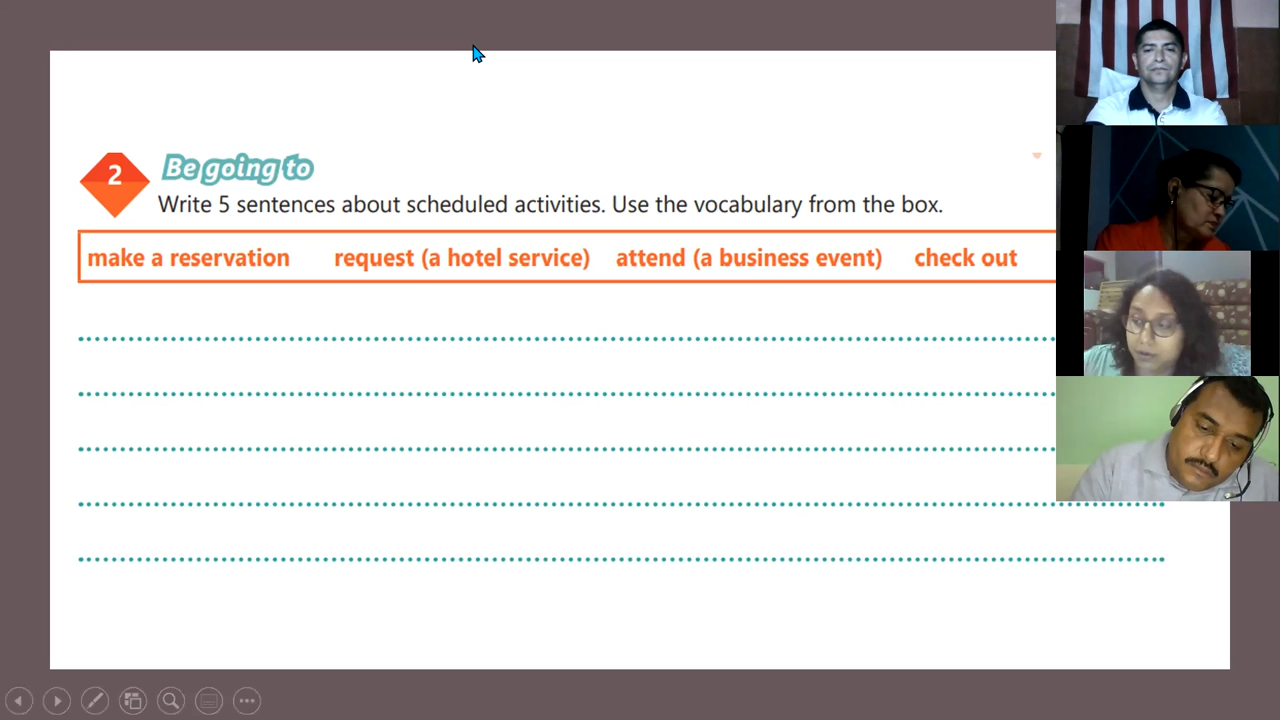 2
Be going to
Write 5 sentences about scheduled activities. Use the vocabulary from the box.
make a reservation request (a hotel service) attend (a business event) check out